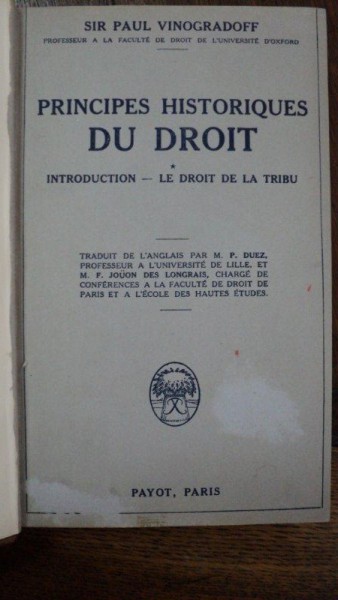 SIR PAUL VINOGRADOFF
PROFESSEUR A LA FACULTÉ DE DROIT DE L'UNIVERSITÉ D'OXFORD
PRINCIPES HISTORIQUES
DU DROIT
*
INTRODUCTION — LE DROIT DE LA TRIBU
TRADUIT DE L'ANGLAIS PAR M. P. DUEZ,
PROFESSEUR A L'UNIVERSITÉ DE LILLE, ET
M. F. JOÜON DES LONGRAIS, CHARGÉ DE
CONFÉRENCES A LA FACULTÉ DE DROIT DE
PARIS ET A L'ÉCOLE DES HAUTES ÉTUDES.
PAYOT, PARIS